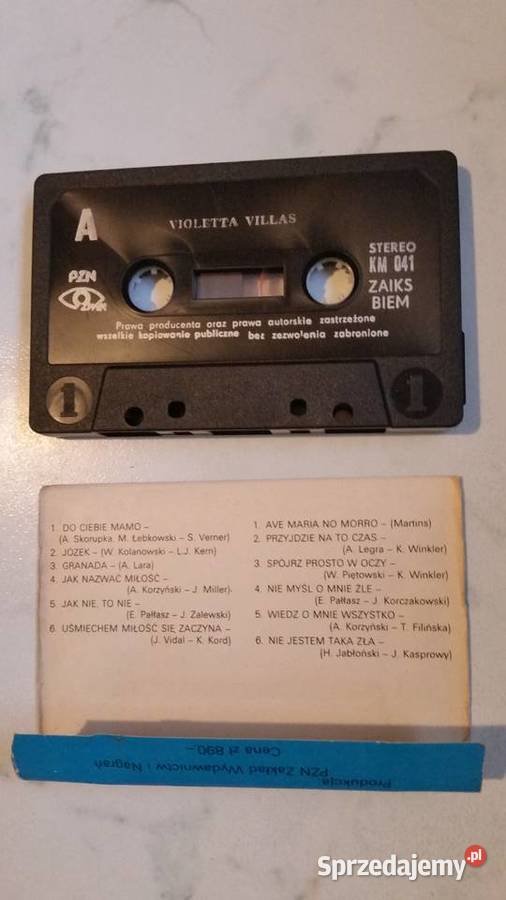 A
VIOLETTA VILLAS
PZN
STEREO
KM 041
ZAIKS
BIEM
Prawa producenta oraz prawa autorskie zastrzeżone
wszelkie kopiowanie publiczne bez zezwolenia zabronione
1
1
1. DO CIEBIE MAMO –
(A. Skorupka. M. Łebkowski – S. Verner)
2. JÓZEK – (W. Kolanowski – L.J. Kern)
3. GRANADA – (A. Lara)
4. JAK NAZWAĆ MIŁOŚĆ –
(A. Korzyński – J. Miller)
5. JAK NIE, TO NIE –
(E. Pałłasz – J. Zalewski)
6. UŚMIECHEM MIŁOŚĆ SIĘ ZACZYNA –
(J. Vidal – K. Kord)
1. AVE MARIA NO MORRO – (Martins)
2. PRZYJDZIE NA TO CZAS –
(A. Legra – K. Winkler)
3. SPÓJRZ PROSTO W OCZY –
(W. Piętowski – K. Winkler)
4. NIE MYŚL O MNIE ŹLE –
(E. Pałłasz – J. Korczakowski)
5. WIEDZ O MNIE WSZYSTKO –
(A. Korzyński – T. Filińska)
6. NIE JESTEM TAKA ZŁA –
(H. Jabłoński – J. Kasprowy)
Produkcja:
PZN Zakład Wydawnictw i Nagrań
Cena zł 890,–
Sprzedajemy.pl